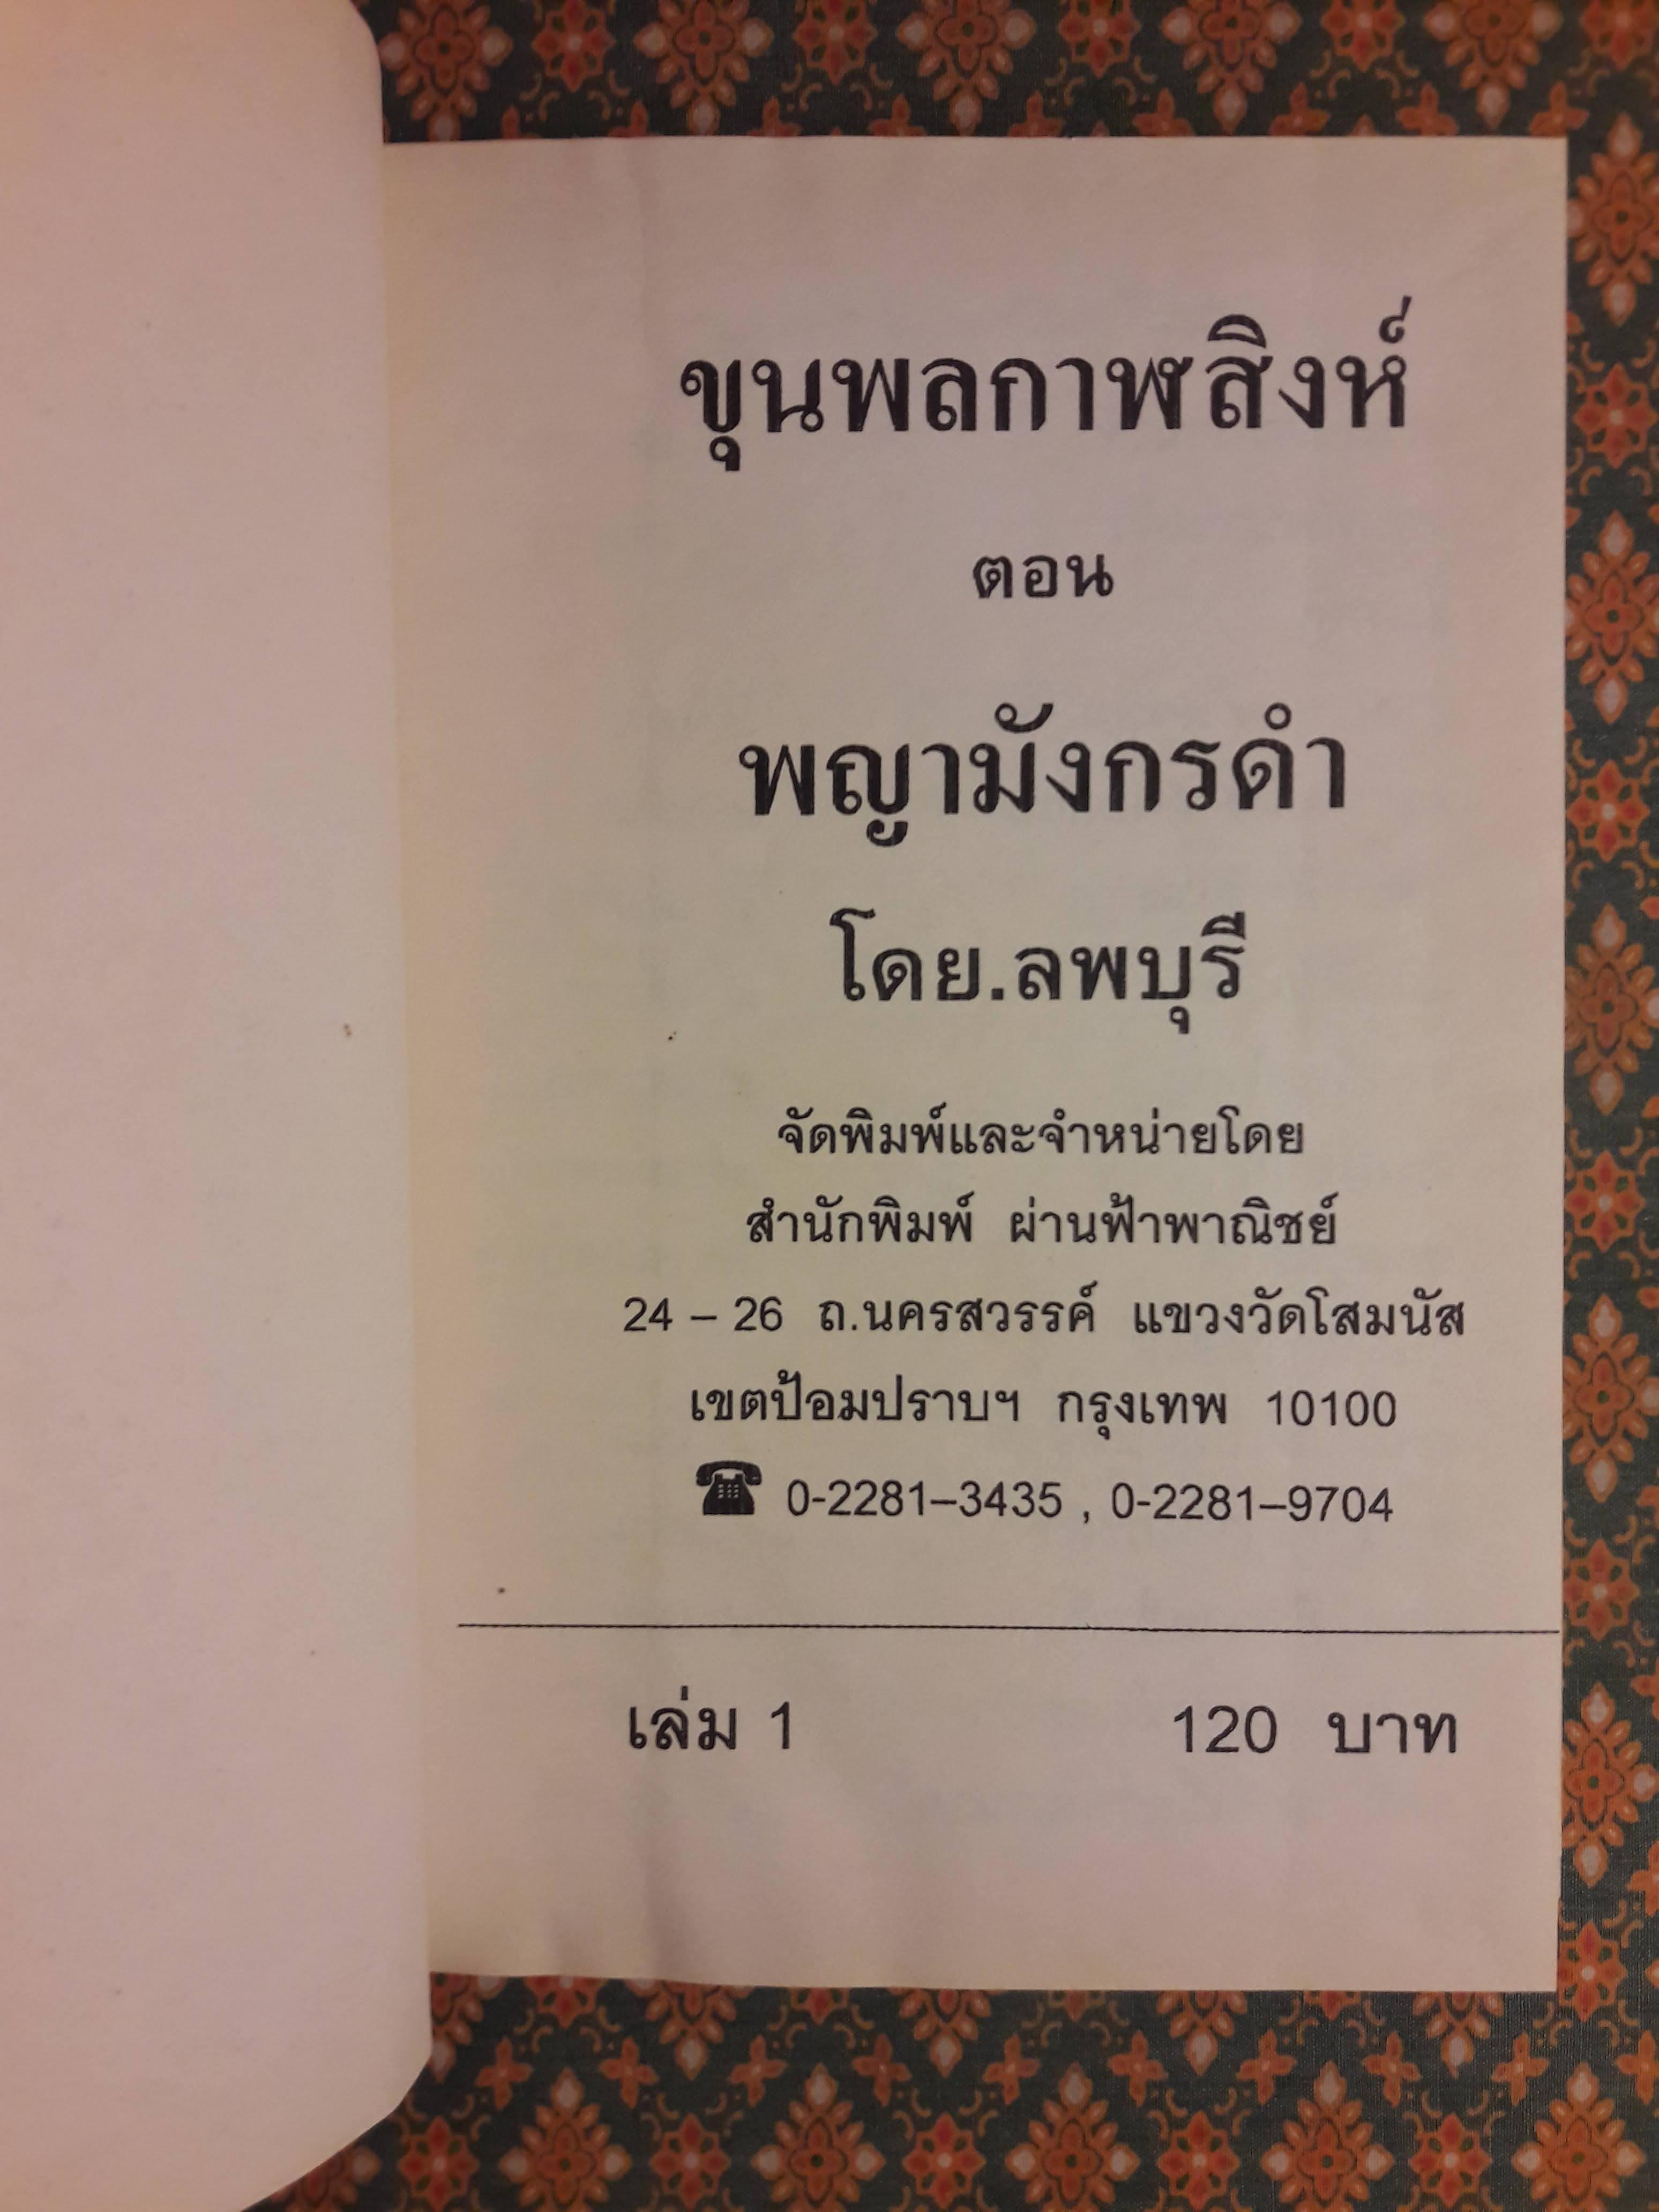 ขุนพลกาฬสิงห์
ตอน
พญามังกรดำ
โดย.ลพบุรี
จัดพิมพ์และจำหน่ายโดย
สำนักพิมพ์ ผ่านฟ้าพาณิชย์
24 – 26 ถ.นครสวรรค์ แขวงวัดโสมนัส
เขตป้อมปราบฯ กรุงเทพ 10100
☎ 0-2281–3435 , 0-2281–9704
เล่ม 1 120 บาท